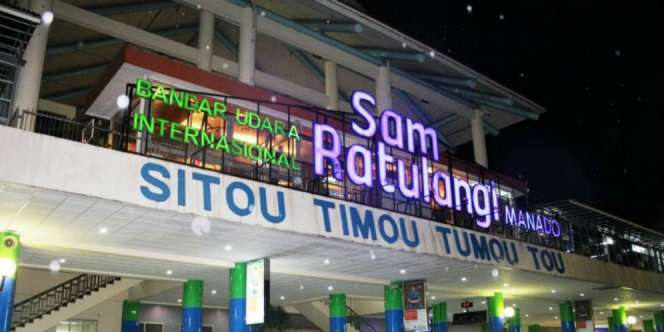 BANDAR UDARA
INTERNASIONAL
Sam
Ratulangi
MANADO
SITOU TIMOU TUMOU TOU